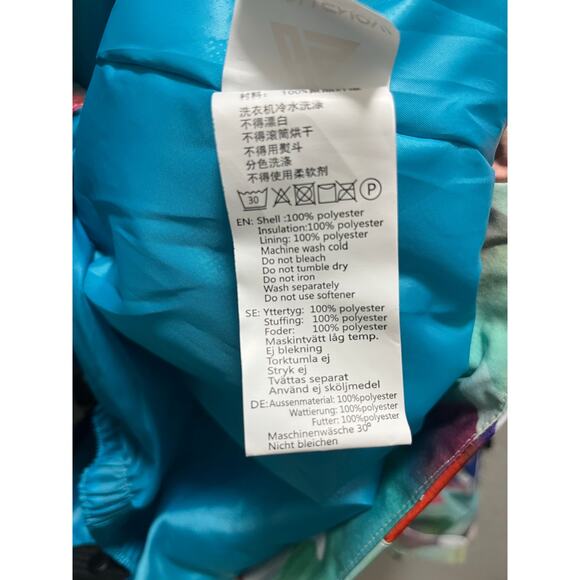 材料： 100%
洗衣机冷水洗涤
不得漂白
不得滚筒烘干
不得用熨斗
分色洗涤
不得使用柔软剂
30 P
EN: Shell :100% polyester
Insulation:100% polyester
Lining: 100% polyester
Machine wash cold
Do not bleach
Do not tumble dry
Do not iron
Wash separately
Do not use softener
SE: Yttertyg: 100% polyester
Stuffing: 100% polyester
Foder: 100% polyester
Maskintvätt låg temp.
Ej blekning
Torktumla ej
Stryk ej
Tvättas separat
Använd ej sköljmedel
DE:Aussenmaterial:100%polyester
Wattierung:100%polyester
Futter:100%polyester
Maschinenwäsche 30°
Nicht bleichen